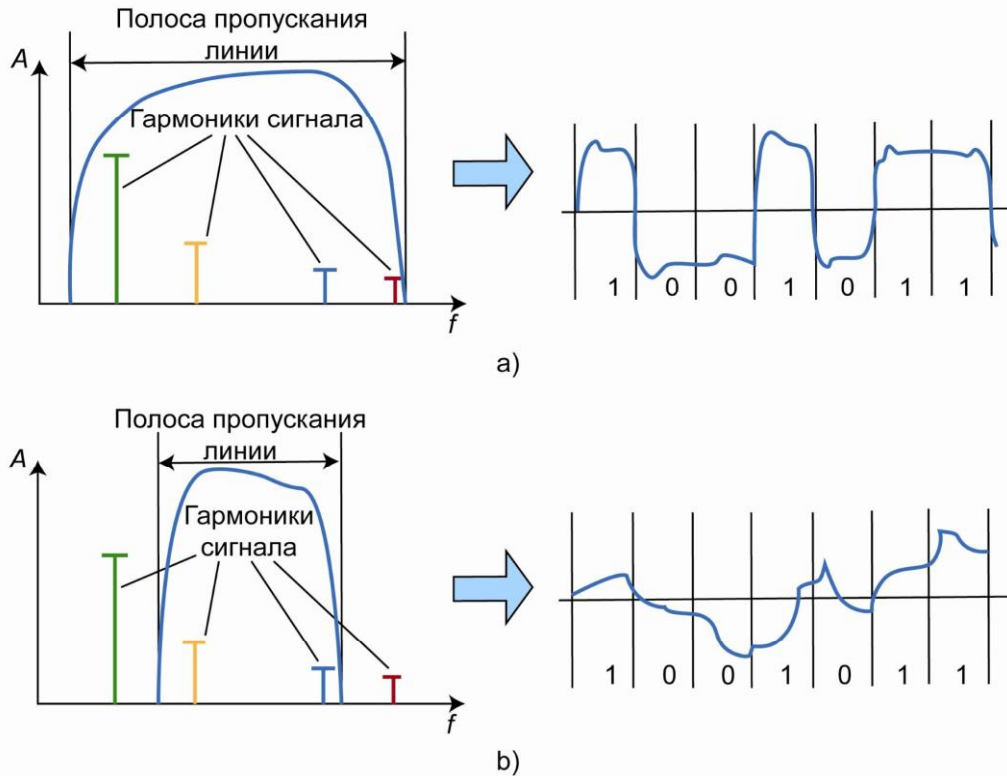 Полоса пропускания
линии
A
Гармоники сигнала
f
1 0 0 1 0 1 1
a)
Полоса пропускания
линии
A
Гармоники
сигнала
f
1 0 0 1 0 1 1
b)